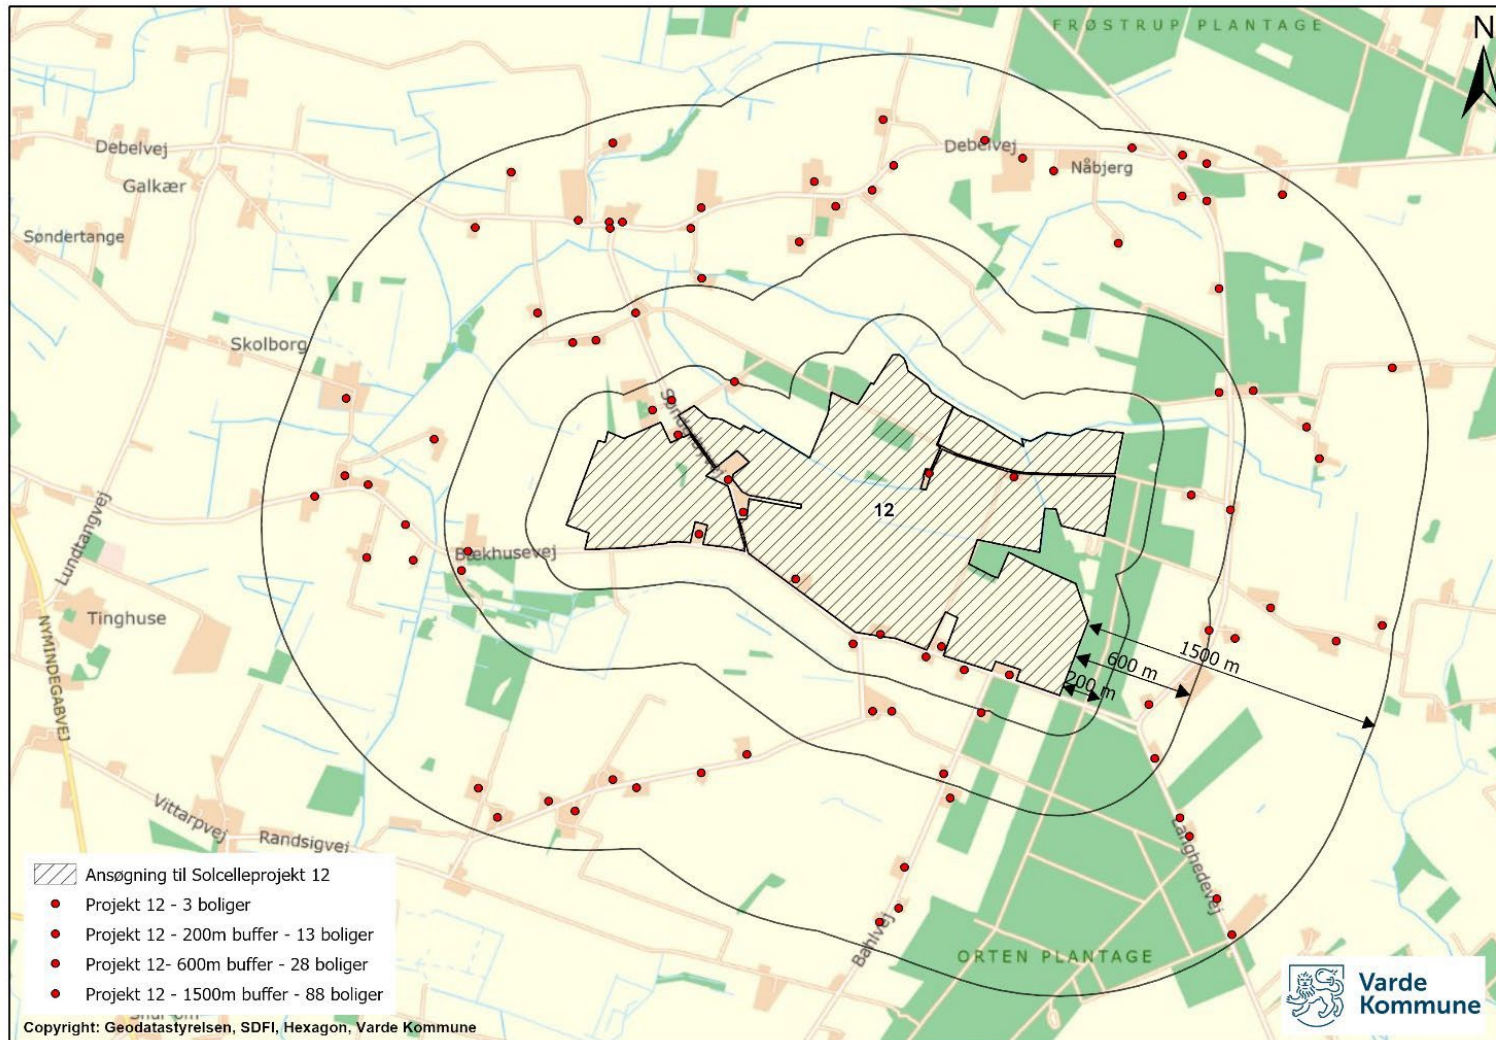 FRØSTRUP PLANTAGE
N
Debelvej
Debelvej
Nåbjerg
Galkær
Søndertange
Skolborg
12
Lundtangvej
Blækhusevej
Tinghuse
NYMINDEGABVEJ
1500 m
600 m
200 m
Vittarpvej
Randsigvej
Langhedevej
Bahlvej
ORTEN PLANTAGE
Ansøgning til Solcelleprojekt 12
Projekt 12 - 3 boliger
Projekt 12 - 200m buffer - 13 boliger
Projekt 12- 600m buffer - 28 boliger
Projekt 12 - 1500m buffer - 88 boliger
Varde
Kommune
Copyright: Geodatastyrelsen, SDFI, Hexagon, Varde Kommune